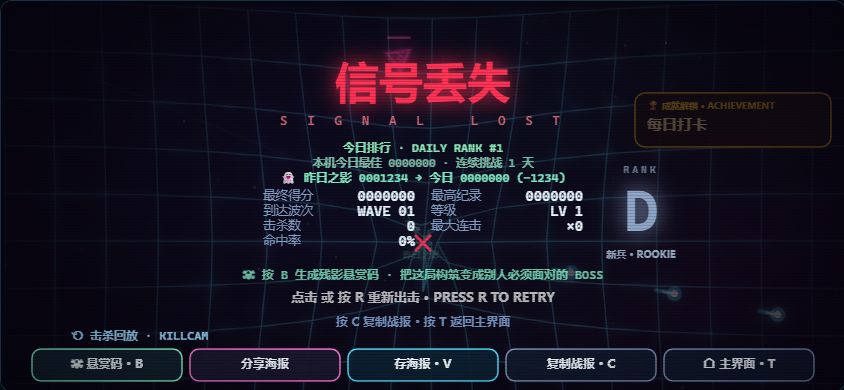 信号丢失
SIGNAL LOST
成就解锁 • ACHIEVEMENT
每日打卡
今日排行 · DAILY RANK #1
本机今日最佳 0000000 · 连续挑战 1 天
昨日之影 0001234 → 今日 0000000 (-1234)
最终得分 0000000 最高纪录 0000000
到达波次 WAVE 01 等级 LV 1
击杀数 0 最大连击 ×0
命中率 0%
RANK
D
新兵 • ROOKIE
按 B 生成残影悬赏码 · 把这局构筑变成别人必须面对的 BOSS
点击 或 按 R 重新出击 • PRESS R TO RETRY
按 C 复制战报 • 按 T 返回主界面
击杀回放 · KILLCAM
悬赏码 • B
分享海报
存海报 • V
复制战报 • C
主界面 • T